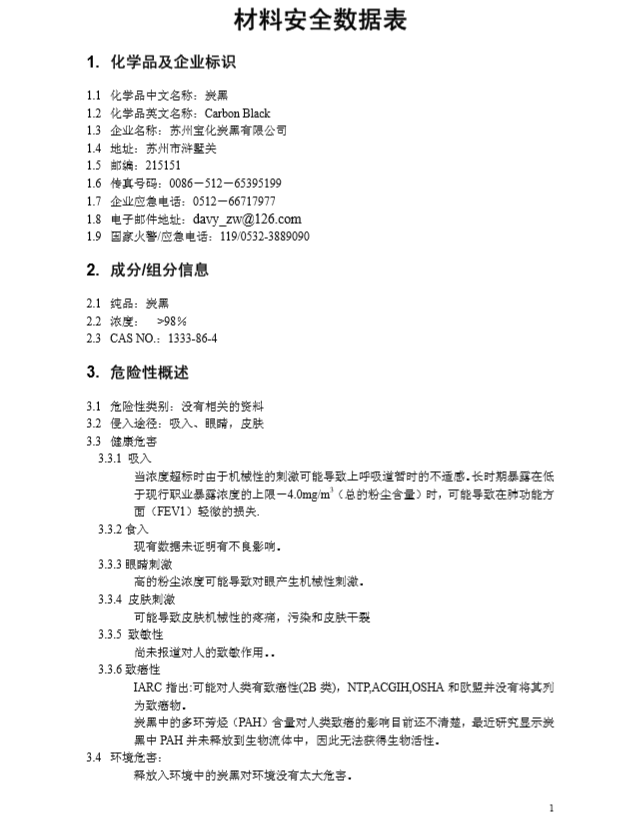 材料安全数据表
1. 化学品及企业标识
1.1 化学品中文名称：炭黑
1.2 化学品英文名称：Carbon Black
1.3 企业名称：苏州宝化炭黑有限公司
1.4 地址：苏州市浒墅关
1.5 邮编：215151
1.6 传真号码：0086－512－65395199
1.7 企业应急电话：0512－66717977
1.8 电子邮件地址：davy_zw@126.com
1.9 国家火警/应急电话：119/0532-3889090
2. 成分/组分信息
2.1 纯品：炭黑
2.2 浓度： >98％
2.3 CAS NO.：1333-86-4
3. 危险性概述
3.1 危险性类别：没有相关的资料
3.2 侵入途径：吸入、眼睛，皮肤
3.3 健康危害
3.3.1 吸入
当浓度超标时由于机械性的刺激可能导致上呼吸道暂时的不适感。长时期暴露在低
于现行职业暴露浓度的上限－4.0mg/m³（总的粉尘含量）时，可能导致在肺功能方
面（FEV1）轻微的损失.
3.3.2 食入
现有数据未证明有不良影响。
3.3.3 眼睛刺激
高的粉尘浓度可能导致对眼产生机械性刺激。
3.3.4 皮肤刺激
可能导致皮肤机械性的疼痛，污染和皮肤干裂
3.3.5 致敏性
尚未报道对人的致敏作用。。
3.3.6 致癌性
IARC 指出:可能对人类有致癌性(2B 类)，NTP,ACGIH,OSHA 和欧盟并没有将其列
为致癌物。
炭黑中的多环芳烃（PAH）含量对人类致癌的影响目前还不清楚，最近研究显示炭
黑中 PAH 并未释放到生物流体中，因此无法获得生物活性。
3.4 环境危害：
释放入环境中的炭黑对环境没有太大危害。
1